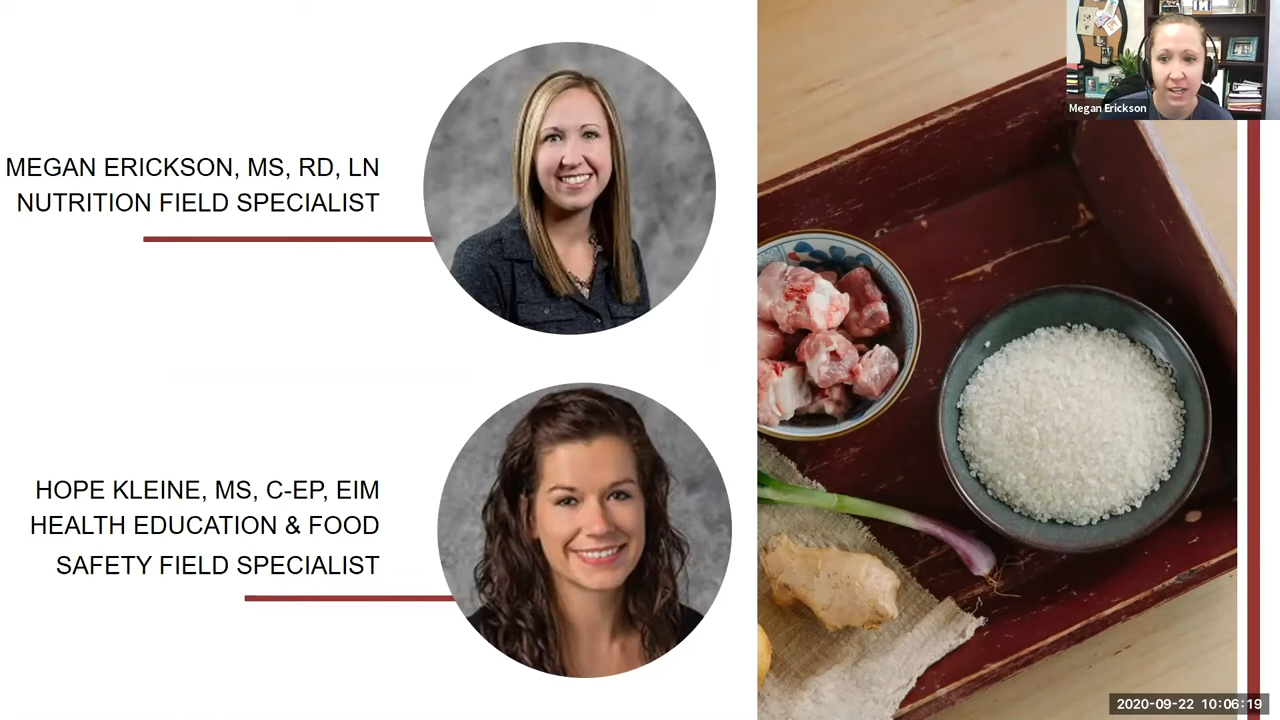 MEGAN ERICKSON, MS, RD, LN
NUTRITION FIELD SPECIALIST
HOPE KLEINE, MS, C-EP, EIM
HEALTH EDUCATION & FOOD
SAFETY FIELD SPECIALIST
Megan Erickson
2020-09-22 10:06:19